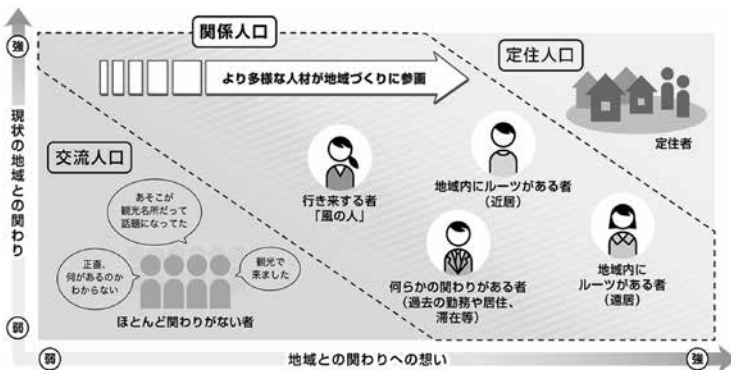 強
現状の地域との関わり
弱
関係人口
より多様な人材が地域づくりに参画
定住人口
定住者
交流人口
あそこが
観光名所だって
話題になってた
正直、
何があるのか
わからない
観光で
来ました
ほとんど関わりがない者
行き来する者
「風の人」
地域内にルーツがある者
（近居）
何らかの関わりがある者
（過去の勤務や居住、
滞在等）
地域内に
ルーツがある者
（遠居）
弱
地域との関わりへの想い
強